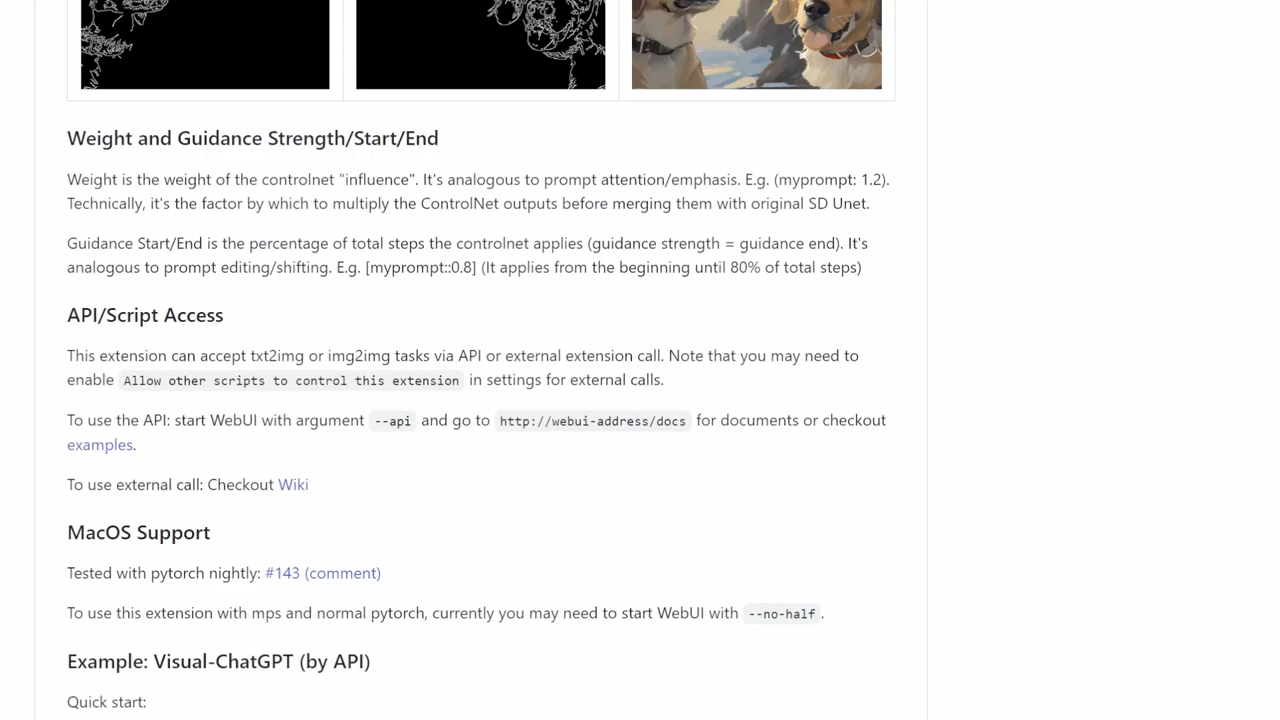 Weight and Guidance Strength/Start/End
Weight is the weight of the controlnet "influence". It's analogous to prompt attention/emphasis. E.g. (myprompt: 1.2).
Technically, it's the factor by which to multiply the ControlNet outputs before merging them with original SD Unet.
Guidance Start/End is the percentage of total steps the controlnet applies (guidance strength = guidance end). It's
analogous to prompt editing/shifting. E.g. [myprompt::0.8] (It applies from the beginning until 80% of total steps)
API/Script Access
This extension can accept txt2img or img2img tasks via API or external extension call. Note that you may need to
enable Allow other scripts to control this extension in settings for external calls.
To use the API: start WebUI with argument --api and go to http://webui-address/docs for documents or checkout
examples.
To use external call: Checkout Wiki
MacOS Support
Tested with pytorch nightly: #143 (comment)
To use this extension with mps and normal pytorch, currently you may need to start WebUI with --no-half.
Example: Visual-ChatGPT (by API)
Quick start: